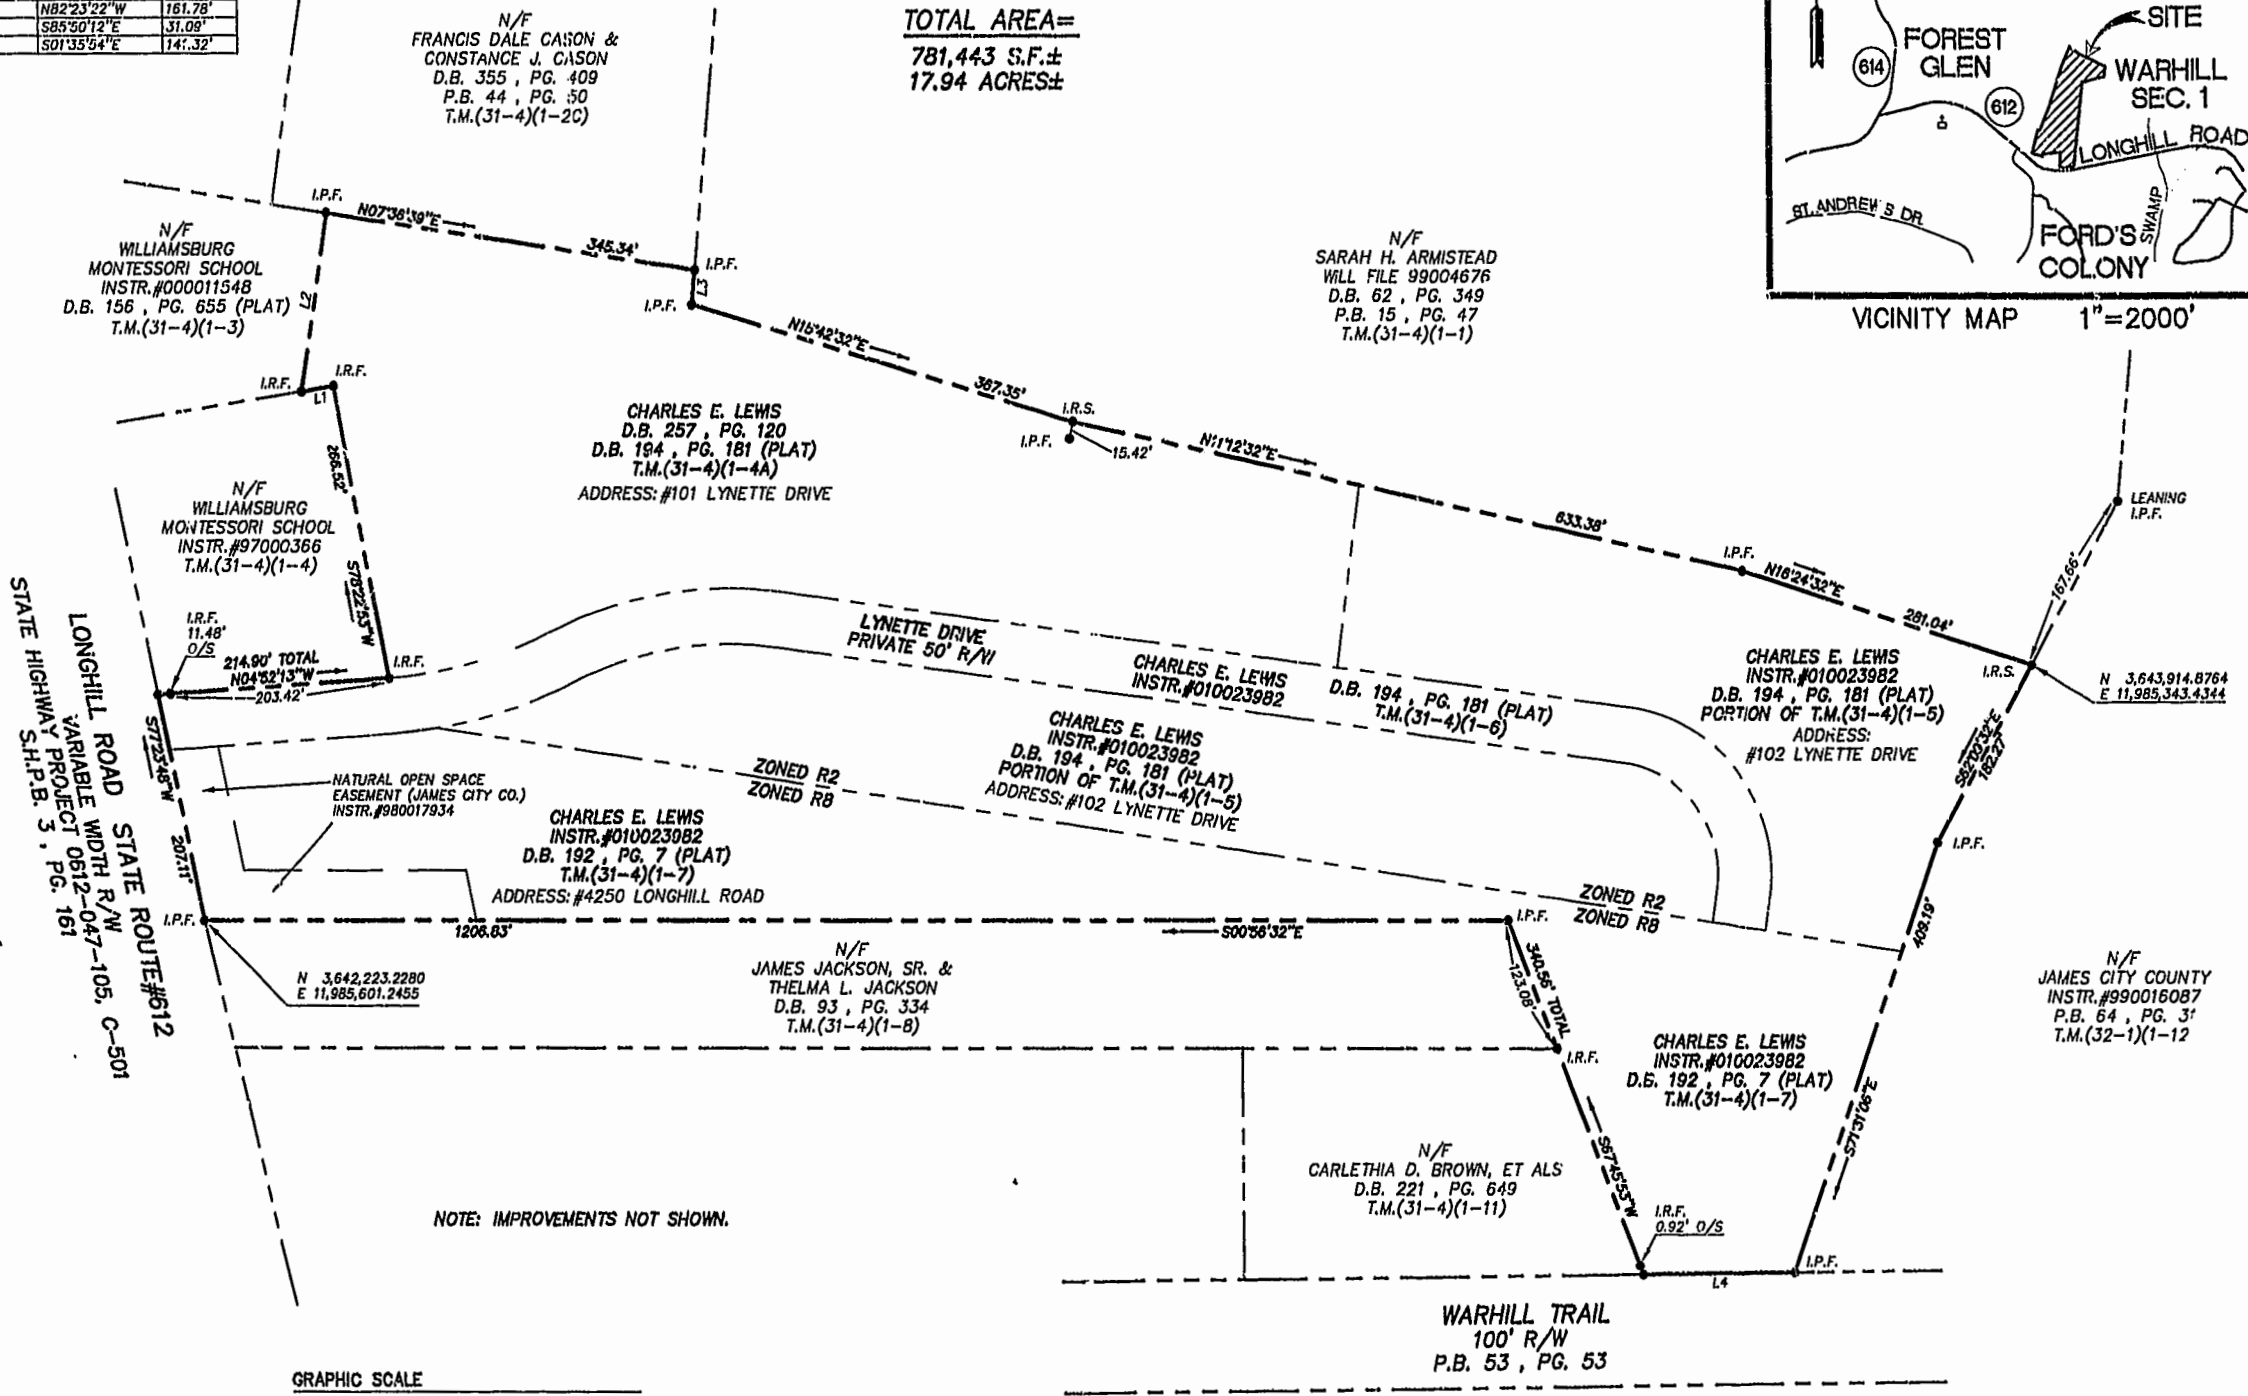 N82°23'22"W 161.78'
S85°50'12"E 31.09'
S01°35'54"E 141.32'
N/F
FRANCIS DALE CASON &
CONSTANCE J. CASON
D.B. 355 , PG. 409
P.B. 44 , PG. 50
T.M.(31-4)(1-2C)
TOTAL AREA=
781,443 S.F.±
17.94 ACRES±
614
FOREST
GLEN
612
SITE
WARHILL
SEC. 1
LONGHILL ROAD
ST. ANDREW'S DR.
FORD'S
COLONY
SWAMP
VICINITY MAP 1"=2000'
N/F
WILLIAMSBURG
MONTESSORI SCHOOL
INSTR.#000011548
D.B. 156 , PG. 655 (PLAT)
T.M.(31-4)(1-3)
I.P.F.
N07°36'39"E
345.34'
I.P.F.
L2
L3
I.P.F.
N15°42'32"E
367.35'
N/F
SARAH H. ARMISTEAD
WILL FILE 99004676
D.B. 62 , PG. 349
P.B. 15 , PG. 47
T.M.(31-4)(1-1)
I.R.F.
I.R.F.
L1
CHARLES E. LEWIS
D.B. 257 , PG. 120
D.B. 194 , PG. 181 (PLAT)
T.M.(31-4)(1-4A)
ADDRESS: #101 LYNETTE DRIVE
I.R.S.
I.P.F.
15.42'
N11°12'32"E
633.38'
I.P.F.
N16°24'32"E
281.04'
LEANING
I.P.F.
167.66'
266.52'
S78°22'53"W
N/F
WILLIAMSBURG
MONTESSORI SCHOOL
INSTR.#97000366
T.M.(31-4)(1-4)
I.R.F.
11.48'
O/S
214.90' TOTAL
N04°52'13"W
203.42'
I.R.F.
LYNETTE DRIVE
PRIVATE 50' R/W
CHARLES E. LEWIS
INSTR.#010023982
D.B. 194 , PG. 181 (PLAT)
T.M.(31-4)(1-6)
CHARLES E. LEWIS
INSTR.#010023982
D.B. 194 , PG. 181 (PLAT)
PORTION OF T.M.(31-4)(1-5)
ADDRESS:
#102 LYNETTE DRIVE
I.R.S.
N 3,643,914.8764
E 11,985,343.4344
S62°00'32"E
182.27'
I.P.F.
CHARLES E. LEWIS
INSTR.#010023982
D.B. 194 , PG. 181 (PLAT)
PORTION OF T.M.(31-4)(1-5)
ADDRESS: #102 LYNETTE DRIVE
ZONED R2
ZONED R8
S77°23'48"W
207.11'
NATURAL OPEN SPACE
EASEMENT (JAMES CITY CO.)
INSTR.#980017934
CHARLES E. LEWIS
INSTR.#010023982
D.B. 192 , PG. 7 (PLAT)
T.M.(31-4)(1-7)
ADDRESS: #4250 LONGHILL ROAD
LONGHILL ROAD STATE ROUTE #612
VARIABLE WIDTH R/W
STATE HIGHWAY PROJECT 0612-047-105, C-501
S.H.P.B. 3 , PG. 161
I.P.F.
1206.83'
S00°56'32"E
I.P.F.
ZONED R2
ZONED R8
409.19'
S71°31'06"E
N 3,642,223.2280
E 11,985,601.2455
N/F
JAMES JACKSON, SR. &
THELMA L. JACKSON
D.B. 93 , PG. 334
T.M.(31-4)(1-8)
340.56' TOTAL
123.08'
I.R.F.
CHARLES E. LEWIS
INSTR.#010023982
D.B. 192 , PG. 7 (PLAT)
T.M.(31-4)(1-7)
N/F
JAMES CITY COUNTY
INSTR.#990016087
P.B. 64 , PG. 31
T.M.(32-1)(1-12
N/F
CARLETHIA D. BROWN, ET ALS
D.B. 221 , PG. 649
T.M.(31-4)(1-11)
S67°45'53"W
I.R.F.
0.92' O/S
I.P.F.
L4
NOTE: IMPROVEMENTS NOT SHOWN.
WARHILL TRAIL
100' R/W
P.B. 53 , PG. 53
GRAPHIC SCALE